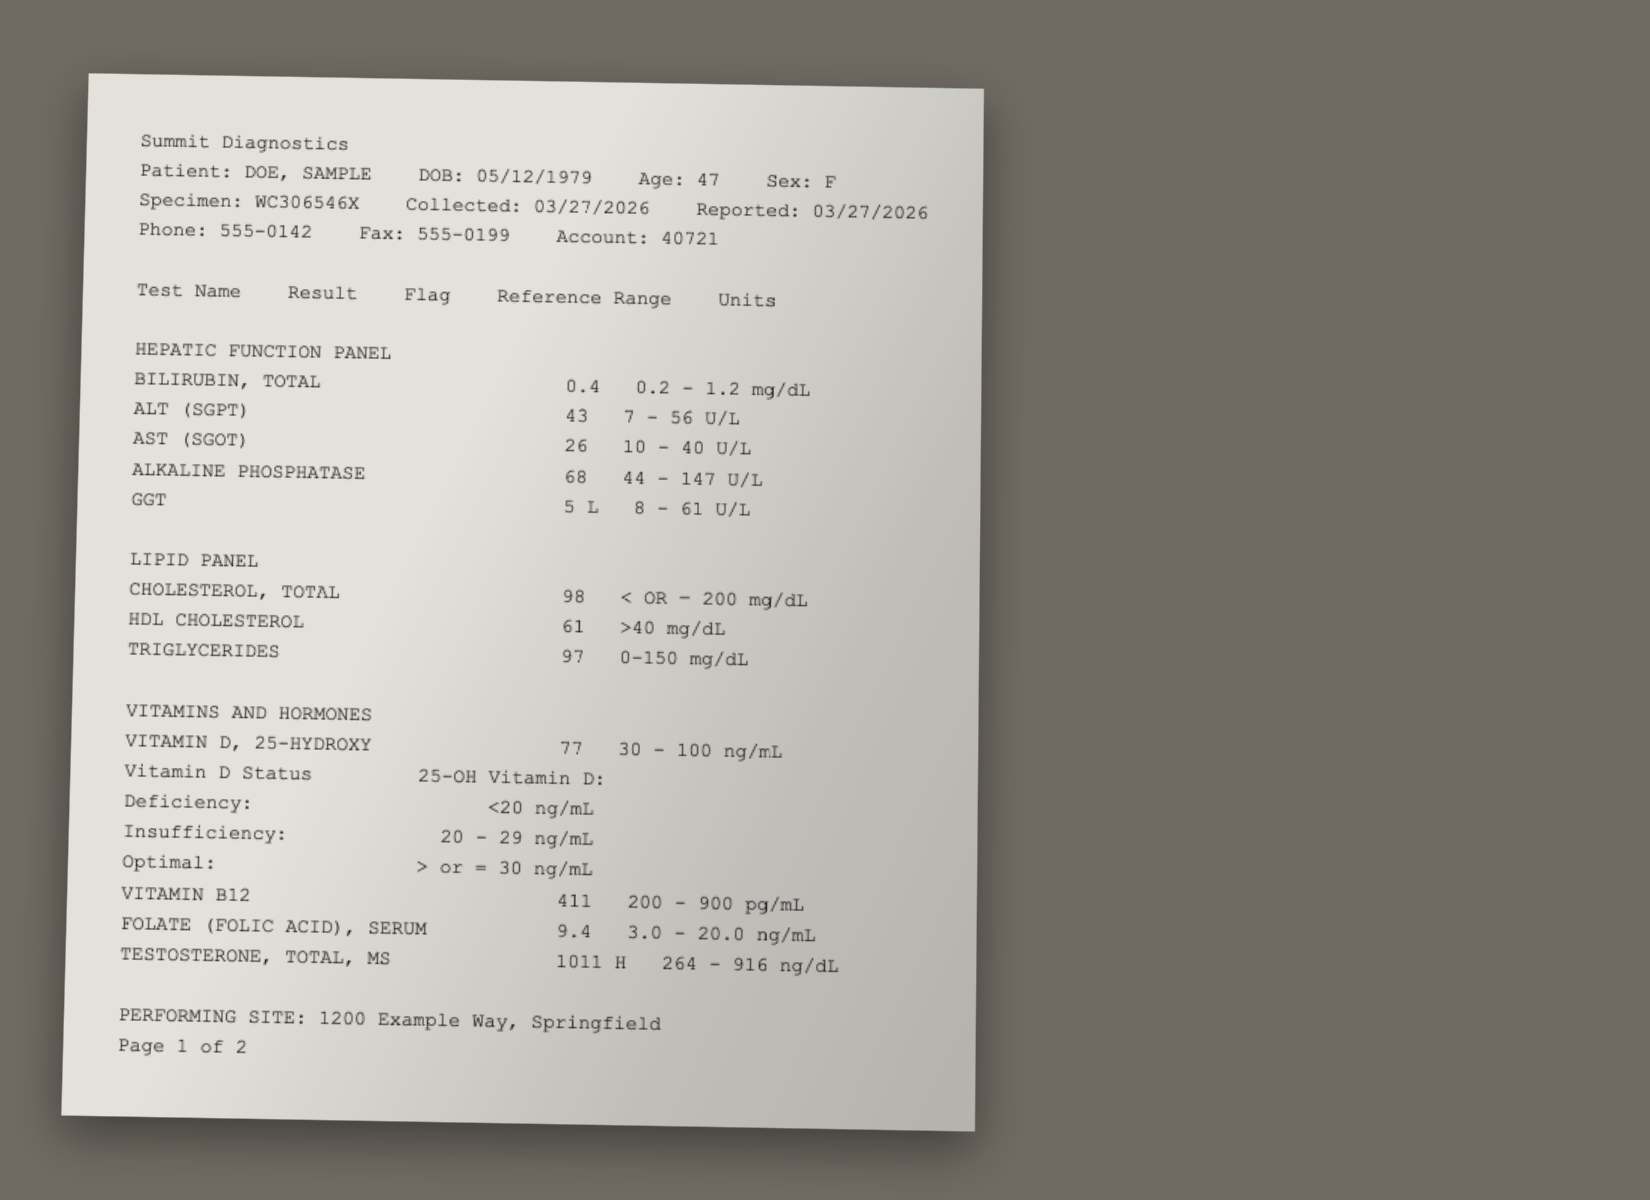 Summit Diagnostics
Patient: DOE, SAMPLE    DOB: 05/12/1979    Age: 47    Sex: F
Specimen: WC306546X    Collected: 03/27/2026    Reported: 03/27/2026
Phone: 555-0142    Fax: 555-0199    Account: 40721
Test Name    Result    Flag    Reference Range    Units
HEPATIC FUNCTION PANEL
BILIRUBIN, TOTAL    0.4    0.2 - 1.2 mg/dL
ALT (SGPT)    43    7 - 56 U/L
AST (SGOT)    26    10 - 40 U/L
ALKALINE PHOSPHATASE    68    44 - 147 U/L
GGT    5 L    8 - 61 U/L
LIPID PANEL
CHOLESTEROL, TOTAL    98    < OR - 200 mg/dL
HDL CHOLESTEROL    61    >40 mg/dL
TRIGLYCERIDES    97    0-150 mg/dL
VITAMINS AND HORMONES
VITAMIN D, 25-HYDROXY    77    30 - 100 ng/mL
Vitamin D Status    25-OH Vitamin D:
Deficiency:    <20 ng/mL
Insufficiency:    20 - 29 ng/mL
Optimal:    > or = 30 ng/mL
VITAMIN B12    411    200 - 900 pg/mL
FOLATE (FOLIC ACID), SERUM    9.4    3.0 - 20.0 ng/mL
TESTOSTERONE, TOTAL, MS    1011 H    264 - 916 ng/dL
PERFORMING SITE: 1200 Example Way, Springfield
Page 1 of 2